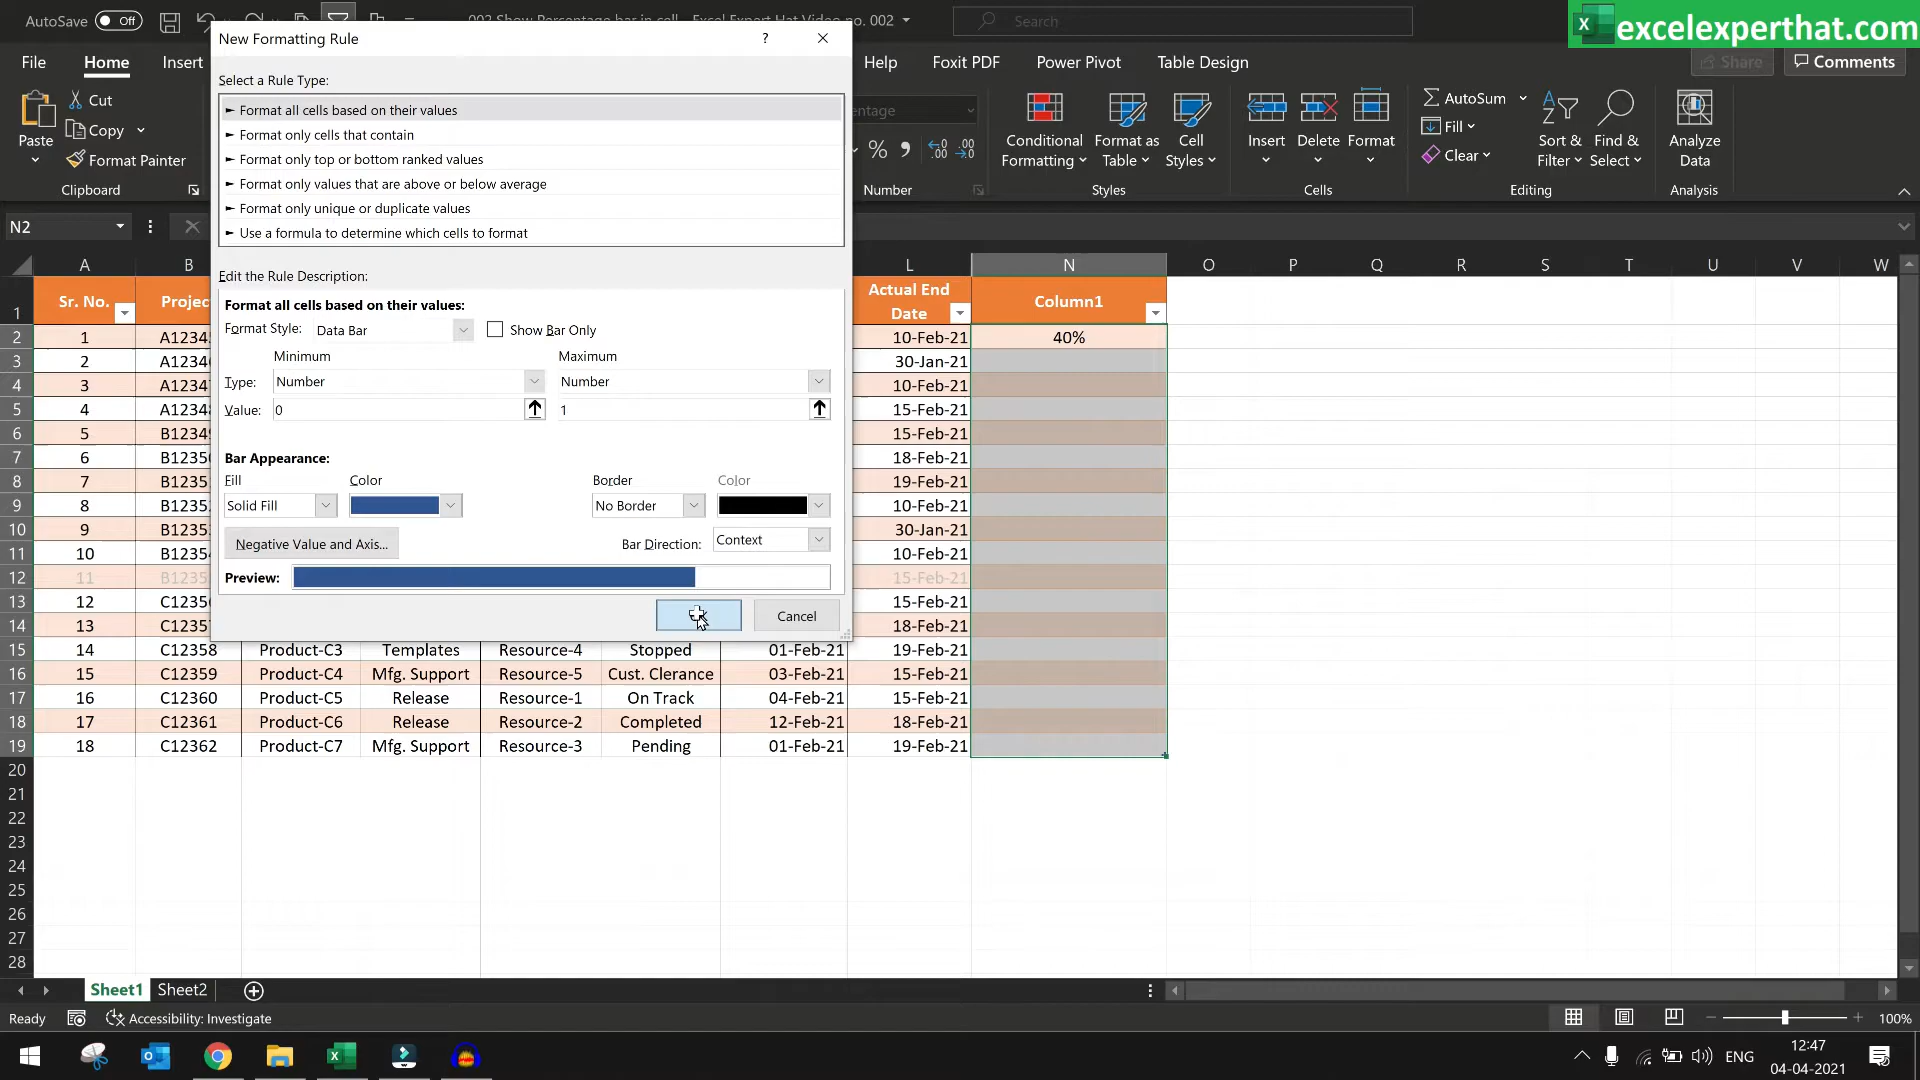 AutoSave Off
002 Show Percentage bar in cell - Excel Expert Hat Video no. 002
Search
excelexperthat.com
File Home Insert Help Foxit PDF Power Pivot Table Design Share Comments
Cut
Copy
Format Painter
Paste
Clipboard
Number
Conditional Formatting
Format as Table
Cell Styles
Styles
Insert Delete Format
Cells
AutoSum
Fill
Clear
Sort & Filter
Find & Select
Editing
Analyze Data
Analysis
N2
New Formatting Rule
Select a Rule Type:
► Format all cells based on their values
► Format only cells that contain
► Format only top or bottom ranked values
► Format only values that are above or below average
► Format only unique or duplicate values
► Use a formula to determine which cells to format
Edit the Rule Description:
Format all cells based on their values:
Format Style: Data Bar Show Bar Only
Minimum Maximum
Type: Number Number
Value: 0 1
Bar Appearance:
Fill Color Border Color
Solid Fill No Border
Negative Value and Axis...
Bar Direction: Context
Preview:
Cancel
A B L N O P Q R S T U V W
1 Sr. No. Projec Actual End Date Column1
2 1 A1234 10-Feb-21 40%
3 2 A1234 30-Jan-21
4 3 A1234 10-Feb-21
5 4 A1234 15-Feb-21
6 5 B1234 15-Feb-21
7 6 B1235 18-Feb-21
8 7 B1235 19-Feb-21
9 8 B1235 10-Feb-21
10 9 B1235 30-Jan-21
11 10 B1235 10-Feb-21
12 11 B1235 15-Feb-21
13 12 C1235 15-Feb-21
14 13 C1235 18-Feb-21
15 14 C12358 Product-C3 Templates Resource-4 Stopped 01-Feb-21 19-Feb-21
16 15 C12359 Product-C4 Mfg. Support Resource-5 Cust. Clerance 03-Feb-21 15-Feb-21
17 16 C12360 Product-C5 Release Resource-1 On Track 04-Feb-21 15-Feb-21
18 17 C12361 Product-C6 Release Resource-2 Completed 12-Feb-21 18-Feb-21
19 18 C12362 Product-C7 Mfg. Support Resource-3 Pending 01-Feb-21 19-Feb-21
20
21
22
23
24
25
26
27
28
Sheet1 Sheet2
Ready Accessibility: Investigate 100%
ENG
12:47
04-04-2021